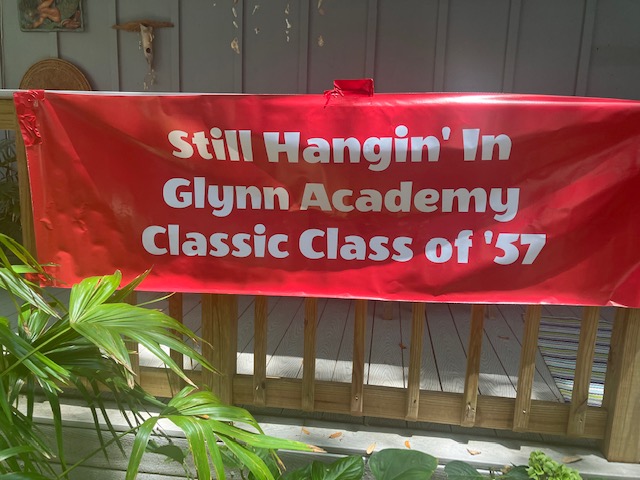 Still Hangin' In
Glynn Academy
Classic Class of '57